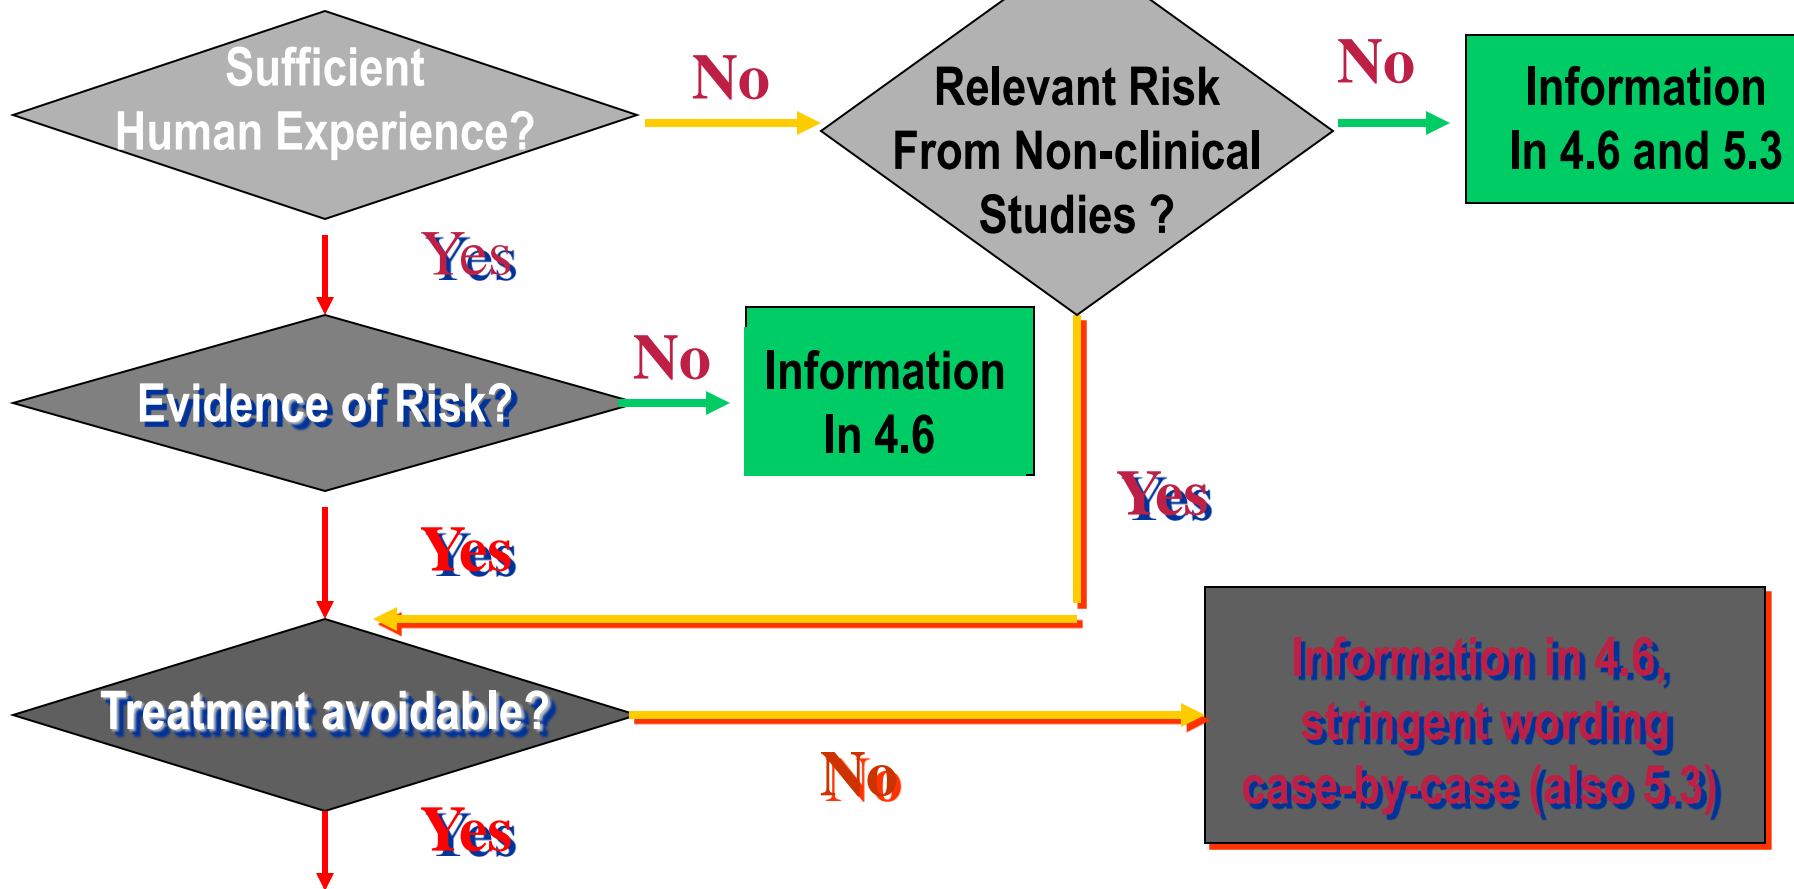 Sufficient
Human Experience?
No
Relevant Risk
From Non-clinical
Studies ?
No
Information
In 4.6 and 5.3
Yes
Evidence of Risk?
No
Information
In 4.6
Yes
Yes
Treatment avoidable?
No
Information in 4.6,
stringent wording
case-by-case (also 5.3)
Yes